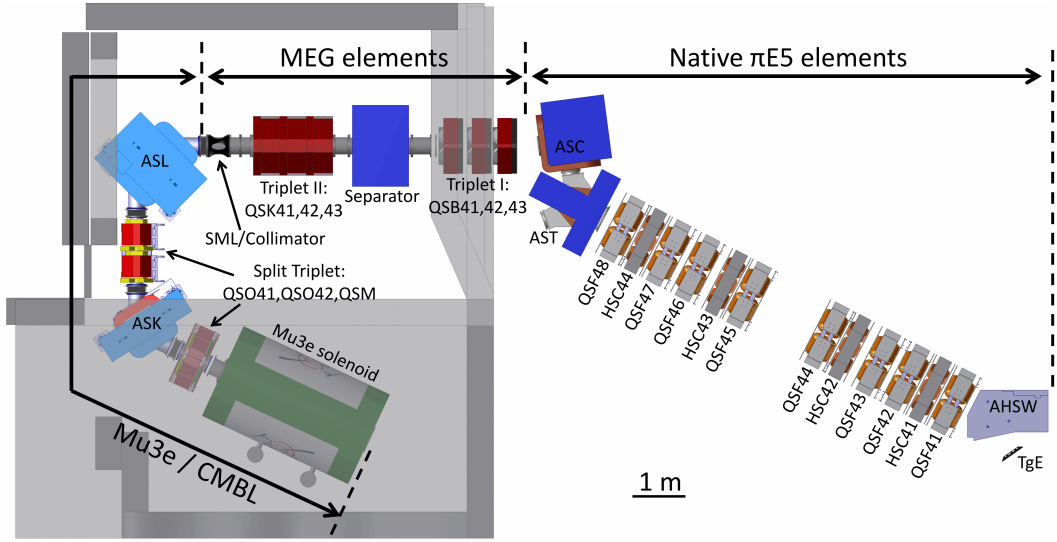 MEG elements
Native πE5 elements
ASL
ASC
Triplet II:
QSK41,42,43
Separator
Triplet I:
QSB41,42,43
SML/Collimator
AST
Split Triplet:
QSO41,QSO42,QSM
ASK
Mu3e solenoid
Mu3e / CMBL
QSF48
HSC44
QSF47
QSF46
HSC43
QSF45
QSF44
HSC42
QSF43
QSF42
HSC41
QSF41
AHSW
TgE
1 m